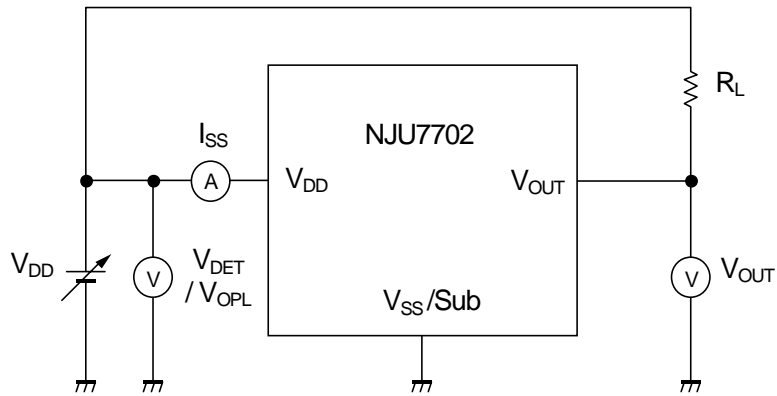 R_L
NJU7702
I_SS
A
V_DD
V_OUT
V_DD
V
V_DET
/ V_OPL
V_SS/Sub
V
V_OUT